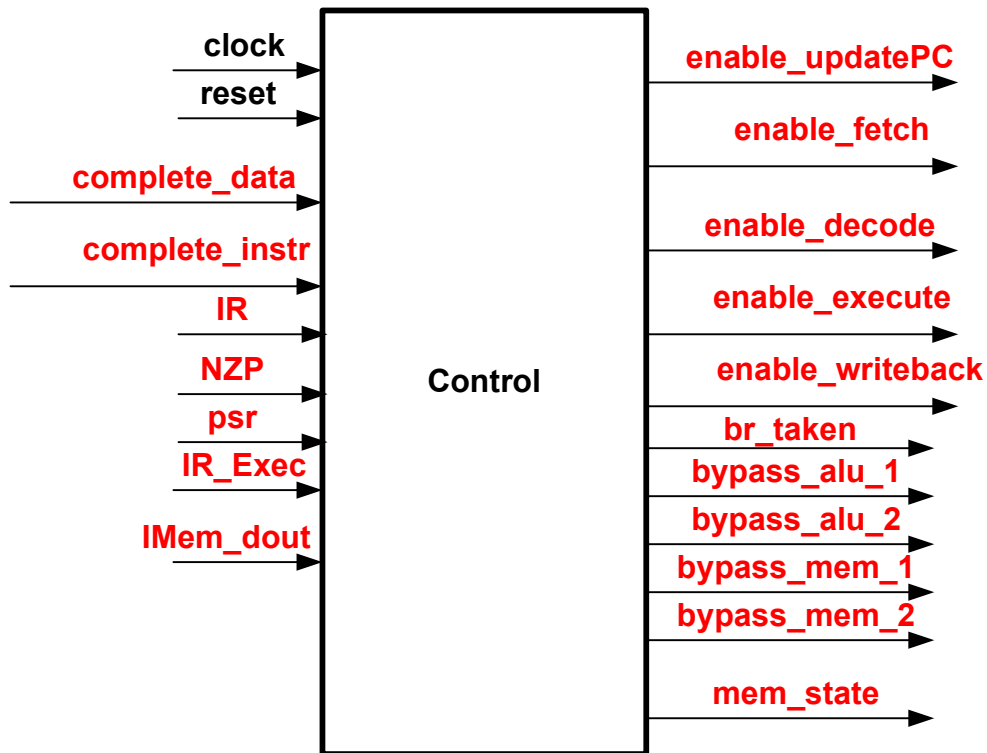 clock
reset
complete_data
complete_instr
IR
NZP
psr
IR_Exec
IMem_dout
Control
enable_updatePC
enable_fetch
enable_decode
enable_execute
enable_writeback
br_taken
bypass_alu_1
bypass_alu_2
bypass_mem_1
bypass_mem_2
mem_state